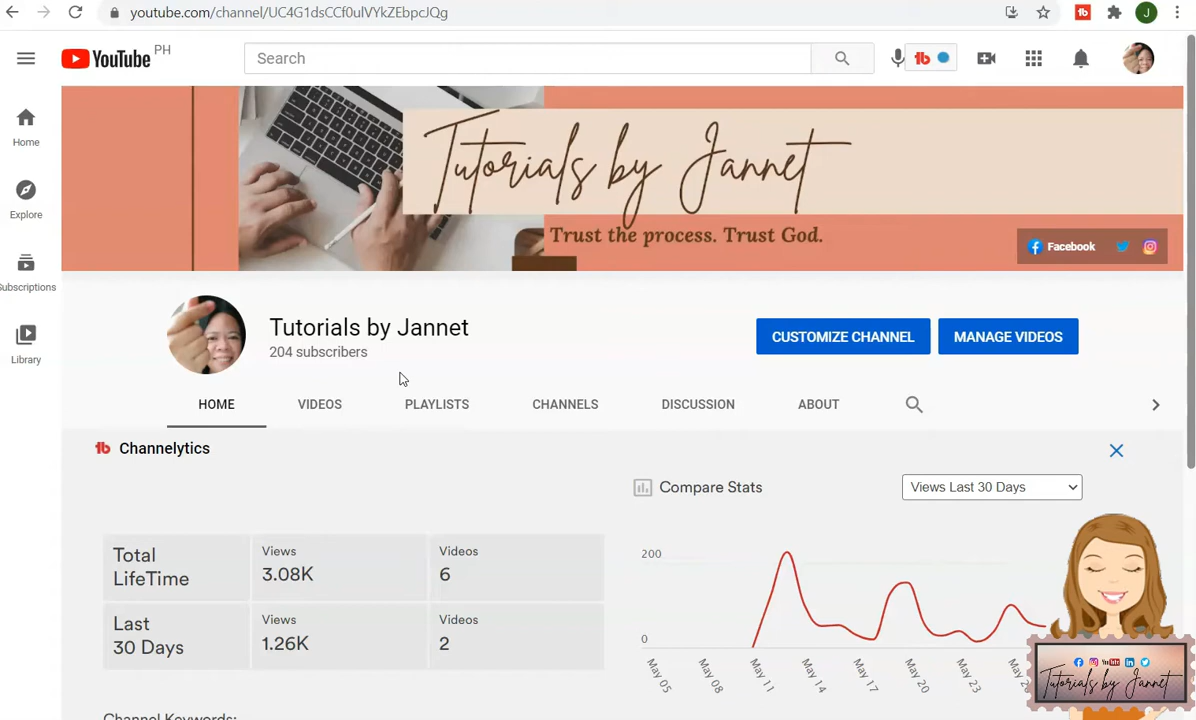 youtube.com/channel/UC4G1dsCCf0ulVYkZEbpcJQg
J
YouTube PH
Search
tb
Home
Explore
Subscriptions
Library
Tutorials by Jannet
Trust the process. Trust God.
Facebook
Tutorials by Jannet
204 subscribers
CUSTOMIZE CHANNEL
MANAGE VIDEOS
HOME
VIDEOS
PLAYLISTS
CHANNELS
DISCUSSION
ABOUT
tb Channelytics
Compare Stats
Views Last 30 Days
Total
LifeTime
Views
3.08K
Videos
6
Last
30 Days
Views
1.26K
Videos
2
200
0
May 05
May 08
May 11
May 14
May 17
May 20
May 23
Tutorials by Jannet
Channel Keywords: